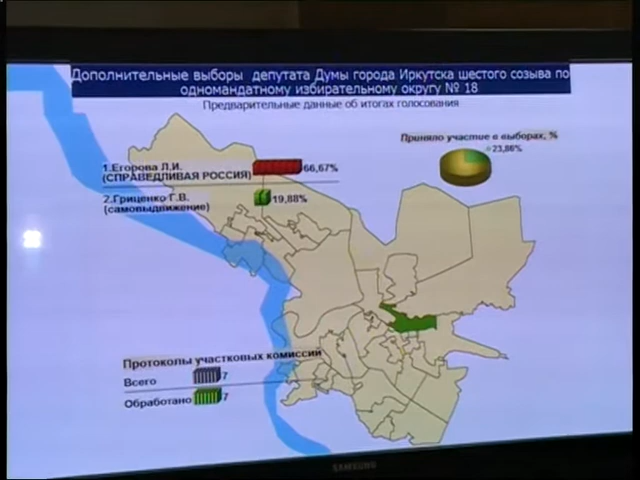 Дополнительные выборы депутата Думы города Иркутска шестого созыва по
одномандатному избирательному округу № 18
Предварительные данные об итогах голосования
Приняло участие в выборах, %
23,86%
1.Егорова Л.И.
(СПРАВЕДЛИВАЯ РОССИЯ)
66,67%
2.Гриценко Г.В.
(самовыдвижение)
19,88%
Протоколы участковых комиссий
Всего 7
Обработано 7
SAMSUNG